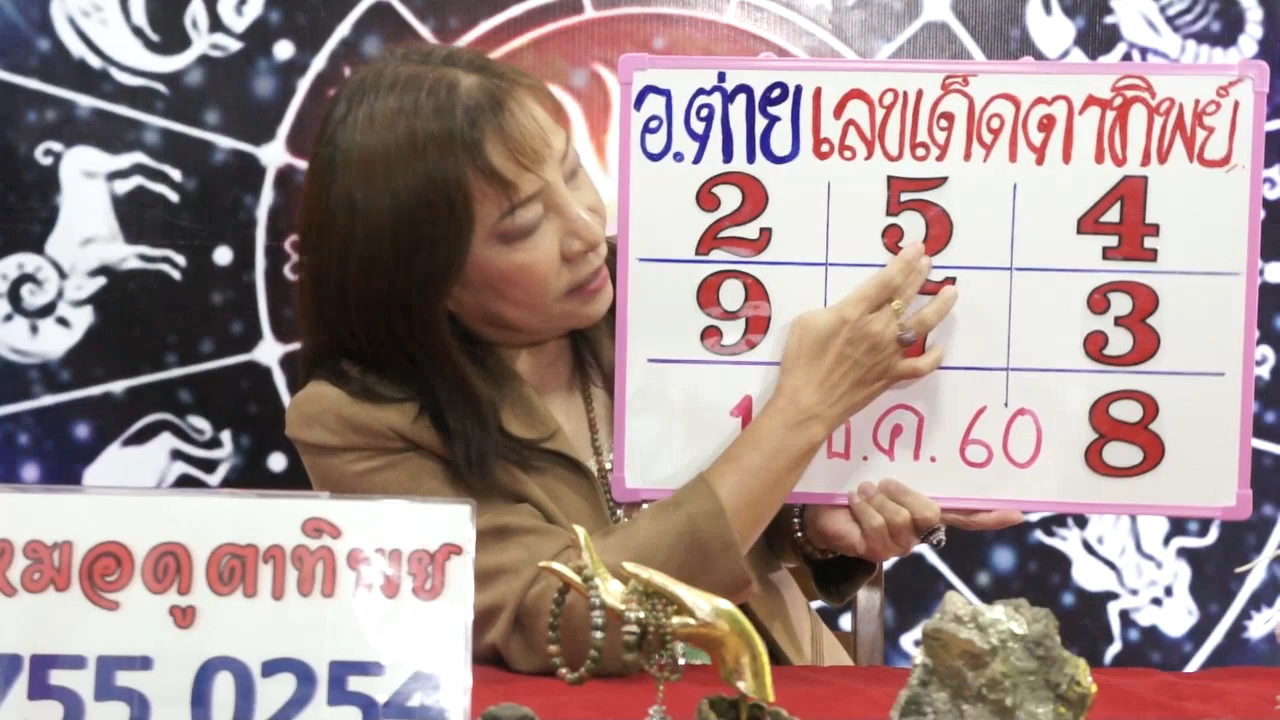 อ.ต่าย เลขเด็ดตาทิพย์
2 5 4
9 3
ค. 60 8
หมอดูตาทิพย์
755 0254